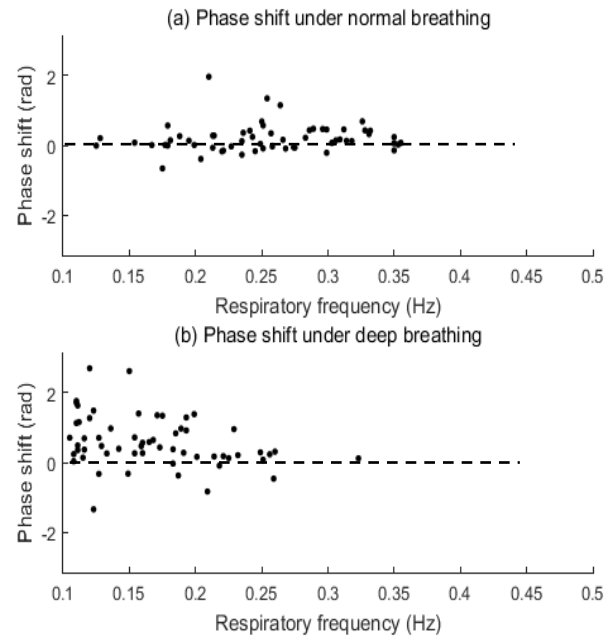 (a) Phase shift under normal breathing
Phase shift (rad)
2
0
-2
0.1 0.15 0.2 0.25 0.3 0.35 0.4 0.45 0.5
Respiratory frequency (Hz)
(b) Phase shift under deep breathing
Phase shift (rad)
2
0
-2
0.1 0.15 0.2 0.25 0.3 0.35 0.4 0.45 0.5
Respiratory frequency (Hz)